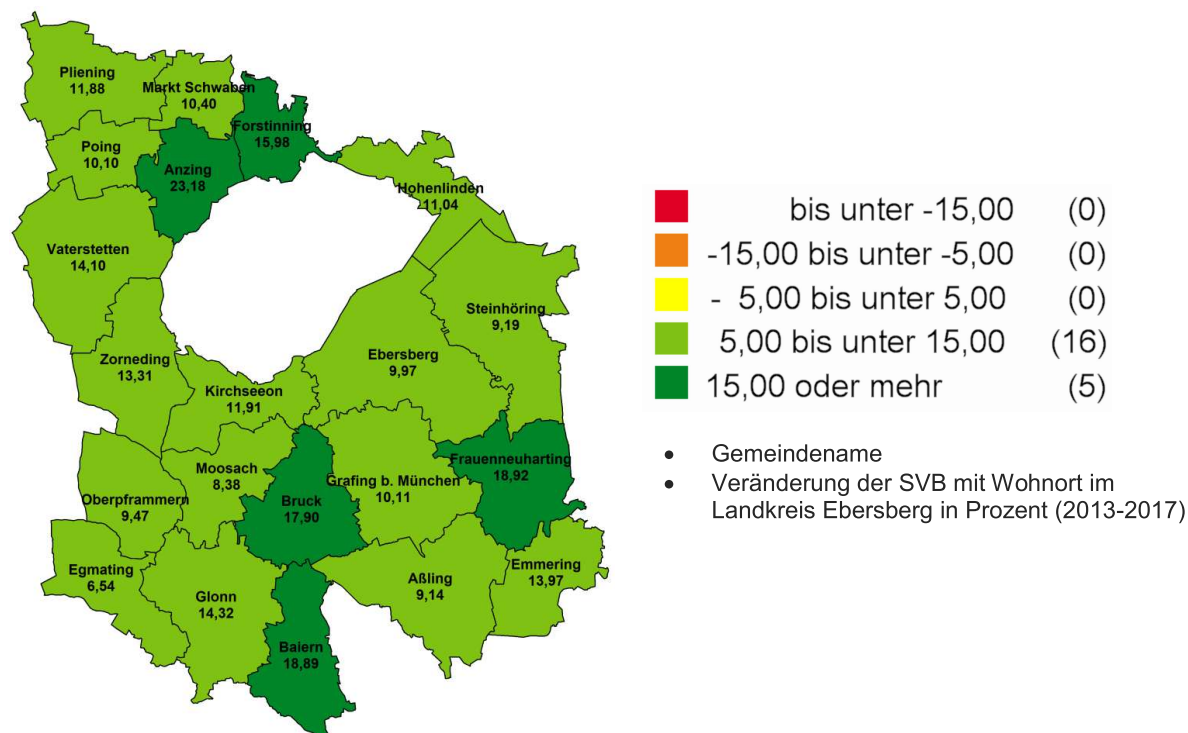 Pliening
11,88
Markt Schwaben
10,40
Forstinning
15,98
Poing
10,10
Anzing
23,18
Hohenlinden
11,04
Vaterstetten
14,10
Steinhöring
9,19
Zorneding
13,31
Ebersberg
9,97
Kirchseeon
11,91
Frauenneuharting
18,92
Moosach
8,38
Grafing b. München
10,11
Oberpframmern
9,47
Bruck
17,90
Egmating
6,54
Glonn
14,32
Aßling
9,14
Emmering
13,97
Baiern
18,89
bis unter -15,00 (0)
-15,00 bis unter -5,00 (0)
- 5,00 bis unter 5,00 (0)
5,00 bis unter 15,00 (16)
15,00 oder mehr (5)
• Gemeindename
• Veränderung der SVB mit Wohnort im
Landkreis Ebersberg in Prozent (2013-2017)